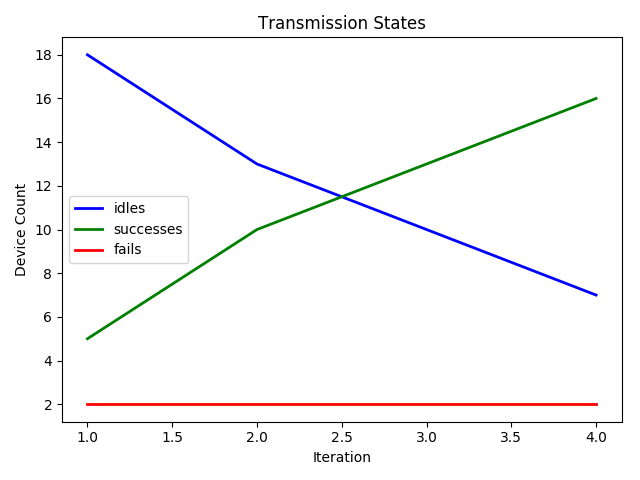 Transmission States
Device Count
18
16
14
12
10
8
6
4
2
idles
successes
fails
1.0 1.5 2.0 2.5 3.0 3.5 4.0
Iteration